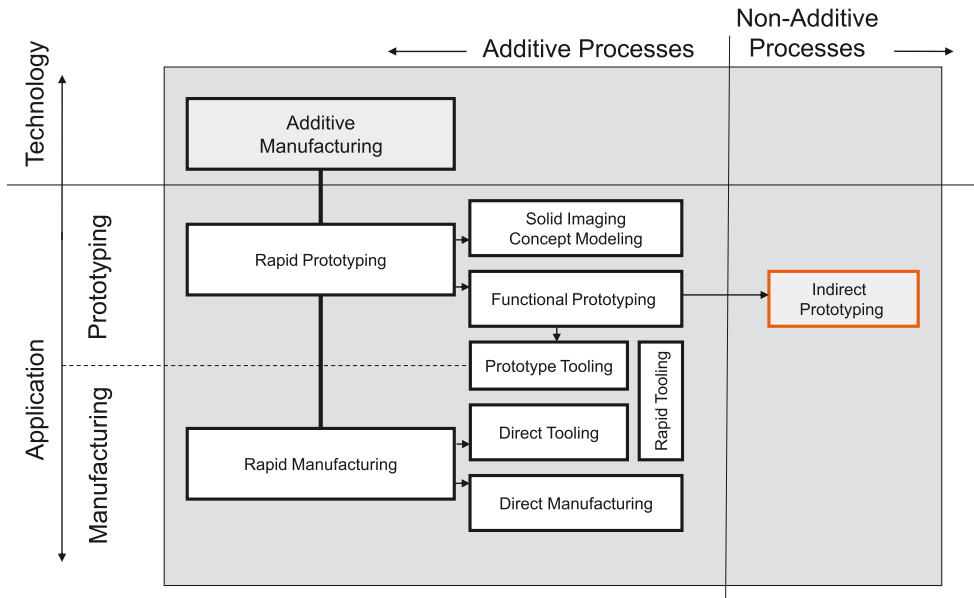 Non-Additive
Processes
Additive Processes
Technology
Additive
Manufacturing
Application
Prototyping
Solid Imaging
Concept Modeling
Rapid Prototyping
Functional Prototyping
Indirect
Prototyping
Prototype Tooling
Rapid Tooling
Manufacturing
Direct Tooling
Rapid Manufacturing
Direct Manufacturing